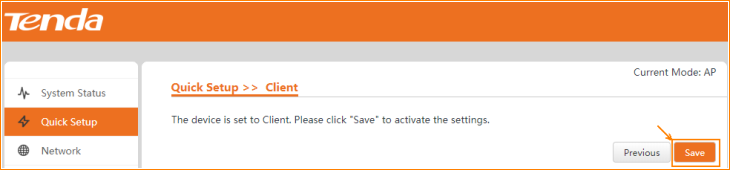 Tenda
Current Mode: AP
System Status
Quick Setup >> Client
Quick Setup
The device is set to Client. Please click "Save" to activate the settings.
Network
Previous
Save